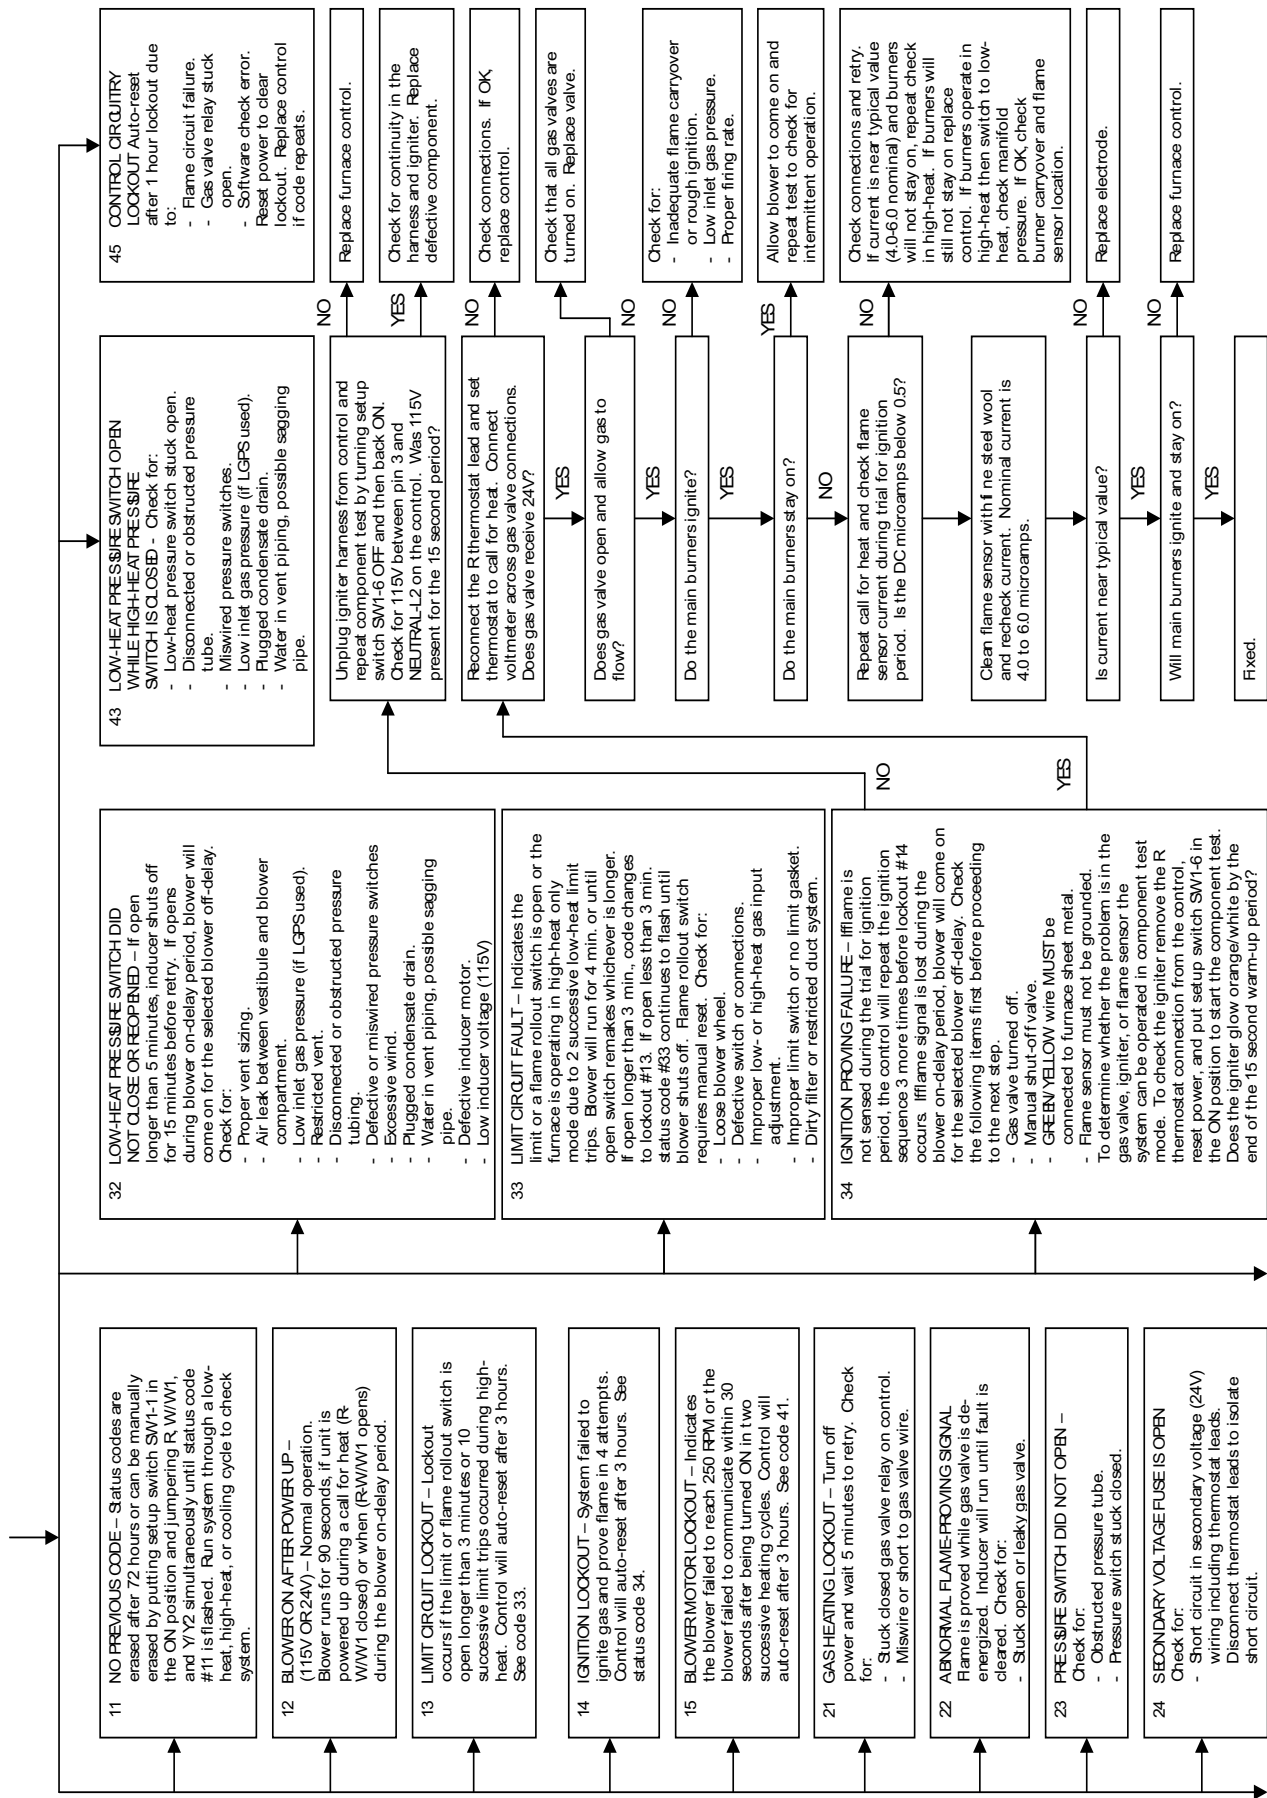 11 NO PREVIOUS CODE – Status codes are
erased after 72 hours or can be manually
erased by putting setup switch SW1-1 in
the ON position and jumpering R, W/W1,
and Y/Y2 simultaneously until status code
#11 is flashed. Run system through a low-
heat, high-heat, or cooling cycle to check
system.
12 BLOWER ON AFTER POWER UP –
(115V OR 24V) – Normal operation.
Blower runs for 90 seconds, if unit is
powered up during a call for heat (R-
W/W1 closed) or when (R-W/W1 opens)
during the blower on-delay period.
13 LIMIT CIRCUIT LOCKOUT – Lockout
occurs if the limit or flame rollout switch is
open longer than 3 minutes or 10
successive limit trips occurred during high-
heat. Control will auto-reset after 3 hours.
See code 33.
14 IGNITION LOCKOUT – System failed to
ignite gas and prove flame in 4 attempts.
Control will auto-reset after 3 hours. See
status code 34.
15 BLOWER MOTOR LOCKOUT – Indicates
the blower failed to reach 250 RPM or the
blower failed to communicate within 30
seconds after being turned ON in two
successive heating cycles. Control will
auto-reset after 3 hours. See code 41.
21 GAS HEATING LOCKOUT – Turn off
power and wait 5 minutes to retry. Check
for:
- Stuck closed gas valve relay on control.
- Miswire or short to gas valve wire.
22 ABNORMAL FLAME-PROVING SIGNAL
Flame is proved while gas valve is de-
energized. Inducer will run until fault is
cleared. Check for:
- Stuck open or leaky gas valve.
23 PRESSURE SWITCH DID NOT OPEN –
Check for:
- Obstructed pressure tube.
- Pressure switch stuck closed.
24 SECONDARY VOLTAGE FUSE IS OPEN
Check for:
- Short circuit in secondary voltage (24V)
wiring including thermostat leads.
Disconnect thermostat leads to isolate
short circuit.
32 LOW-HEAT PRESSURE SWITCH DID
NOT CLOSE OR REOPENED – If open
longer than 5 minutes, inducer shuts off
for 15 minutes before retry. If opens
during blower on-delay period, blower will
come on for the selected blower off-delay.
Check for:
- Proper vent sizing.
- Air leak between vestibule and blower
compartment.
- Low inlet gas pressure (if LGPS used).
- Restricted vent.
- Disconnected or obstructed pressure
tubing.
- Defective or miswired pressure switches
- Excessive wind.
- Plugged condensate drain.
- Water in vent piping, possible sagging
pipe.
- Defective inducer motor.
- Low inducer voltage (115V)
33 LIMIT CIRCUIT FAULT – Indicates the
limit or a flame rollout switch is open or the
furnace is operating in high-heat only
mode due to 2 successive low-heat limit
trips. Blower will run for 4 min. or until
open switch remakes whichever is longer.
If open longer than 3 min., code changes
to lockout #13. If open less than 3 min.
status code #33 continues to flash until
blower shuts off. Flame rollout switch
requires manual reset. Check for:
- Loose blower wheel.
- Defective switch or connections.
- Improper low- or high-heat gas input
adjustment.
- Improper limit switch or no limit gasket.
- Dirty filter or restricted duct system.
34 IGNITION PROVING FAILURE – If flame is
not sensed during the trial for ignition
period, the control will repeat the ignition
sequence 3 more times before lockout #14
occurs. If flame signal is lost during the
blower on-delay period, blower will come on
for the selected blower off-delay. Check
the following items first before proceeding
to the next step.
- Gas valve turned off.
- Manual shut-off valve.
- GREEN/YELLOW wire MUST be
connected to furnace sheet metal.
- Flame sensor must not be grounded.
To determine whether the problem is in the
gas valve, igniter, or flame sensor the
system can be operated in component test
mode. To check the igniter remove the R
thermostat connection from the control,
reset power, and put setup switch SW1-6 in
the ON position to start the component test.
Does the igniter glow orange/white by the
end of the 15 second warm-up period?
NO
YES
43 LOW-HEAT PRESSURE SWITCH OPEN
WHILE HIGH-HEAT PRESSURE
SWITCH IS CLOSED - Check for:
- Low-heat pressure switch stuck open.
- Disconnected or obstructed pressure
tube.
- Miswired pressure switches.
- Low inlet gas pressure (if LGPS used).
- Plugged condensate drain.
- Water in vent piping, possible sagging
pipe.
45 CONTROL CIRCUITRY
LOCKOUT Auto-reset
after 1 hour lockout due
to:
- Flame circuit failure.
- Gas valve relay stuck
open.
- Software check error.
Reset power to clear
lockout. Replace control
if code repeats.
Unplug igniter harness from control and
repeat component test by turning setup
switch SW1-6 OFF and then back ON.
Check for 115V between pin 3 and
NEUTRAL-L2 on the control. Was 115V
present for the 15 second period?
NO
Replace furnace control.
YES
Check for continuity in the
harness and igniter. Replace
defective component.
Reconnect the R thermostat lead and set
thermostat to call for heat. Connect
voltmeter across gas valve connections.
Does gas valve receive 24V?
NO
Check connections. If OK,
replace control.
YES
Does gas valve open and allow gas to
flow?
NO
Check that all gas valves are
turned on. Replace valve.
YES
Do the main burners ignite?
NO
Check for:
- Inadequate flame carryover
or rough ignition.
- Low inlet gas pressure.
- Proper firing rate.
YES
Do the main burners stay on?
YES
Allow blower to come on and
repeat test to check for
intermittent operation.
NO
Repeat call for heat and check flame
sensor current during trial for ignition
period. Is the DC microamps below 0.5?
NO
Check connections and retry.
If current is near typical value
(4.0-6.0 nominal) and burners
will not stay on, repeat check
in high-heat. If burners will
still not stay on replace
control. If burners operate in
high-heat then switch to low-
heat, check manifold
pressure. If OK, check
burner carryover and flame
sensor location.
Clean flame sensor with fine steel wool
and recheck current. Nominal current is
4.0 to 6.0 microamps.
Is current near typical value?
NO
Replace electrode.
YES
Will main burners ignite and stay on?
NO
Replace furnace control.
YES
Fixed.